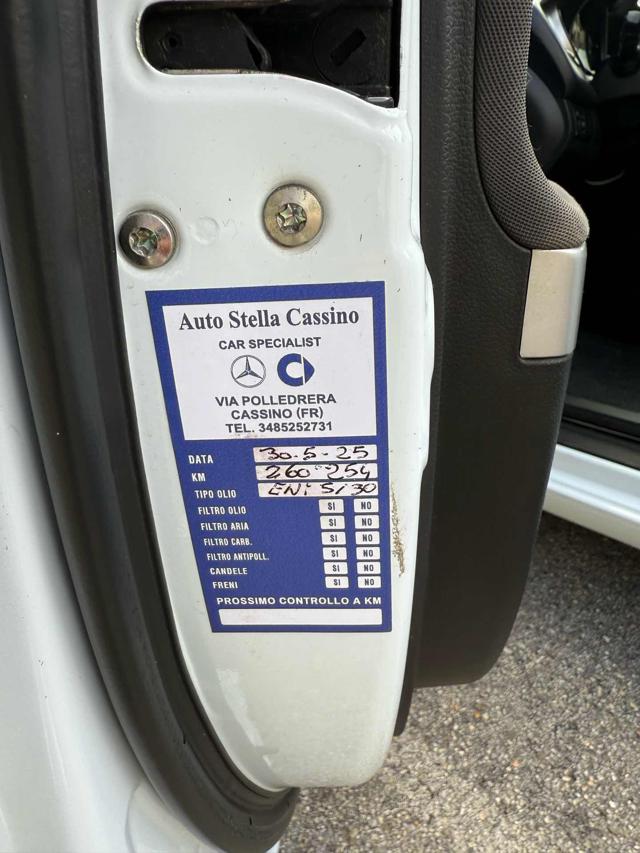 Auto Stella Cassino
CAR SPECIALIST
VIA POLLEDRERA
CASSINO (FR)
TEL. 3485252731
DATA 30.5-25
KM 260.254
TIPO OLIO ENI 5/30
FILTRO OLIO SI NO
FILTRO ARIA SI NO
FILTRO CARB. SI NO
FILTRO ANTIPOLL. SI NO
CANDELE SI NO
FRENI SI NO
PROSSIMO CONTROLLO A KM